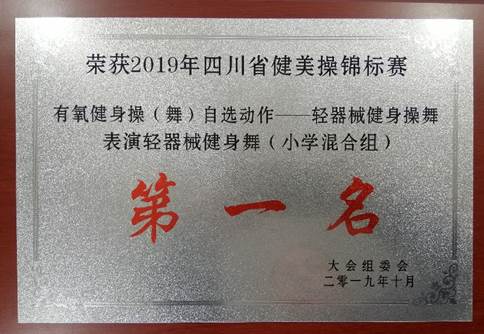 荣获2019年四川省健美操锦标赛
有氧健身操（舞）自选动作——轻器械健身操舞
表演轻器械健身舞（小学混合组）
第一名
大会组委会
二零一九年十月